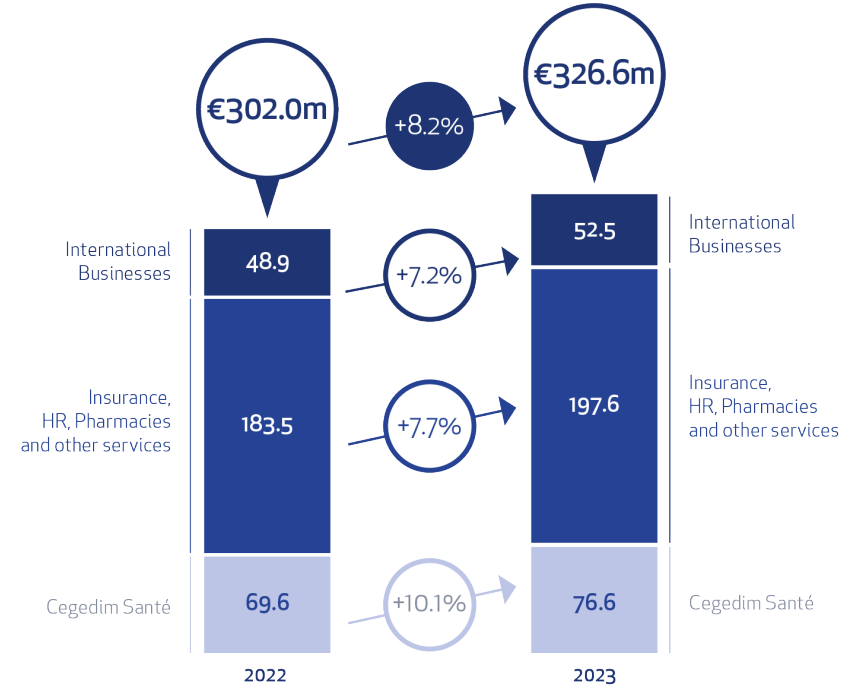 €302.0m
+8.2%
€326.6m
International
Businesses
48.9
+7.2%
52.5
International
Businesses
Insurance,
HR, Pharmacies
and other services
183.5
+7.7%
197.6
Insurance,
HR, Pharmacies
and other services
Cegedim Santé
69.6
+10.1%
76.6
Cegedim Santé
2022
2023